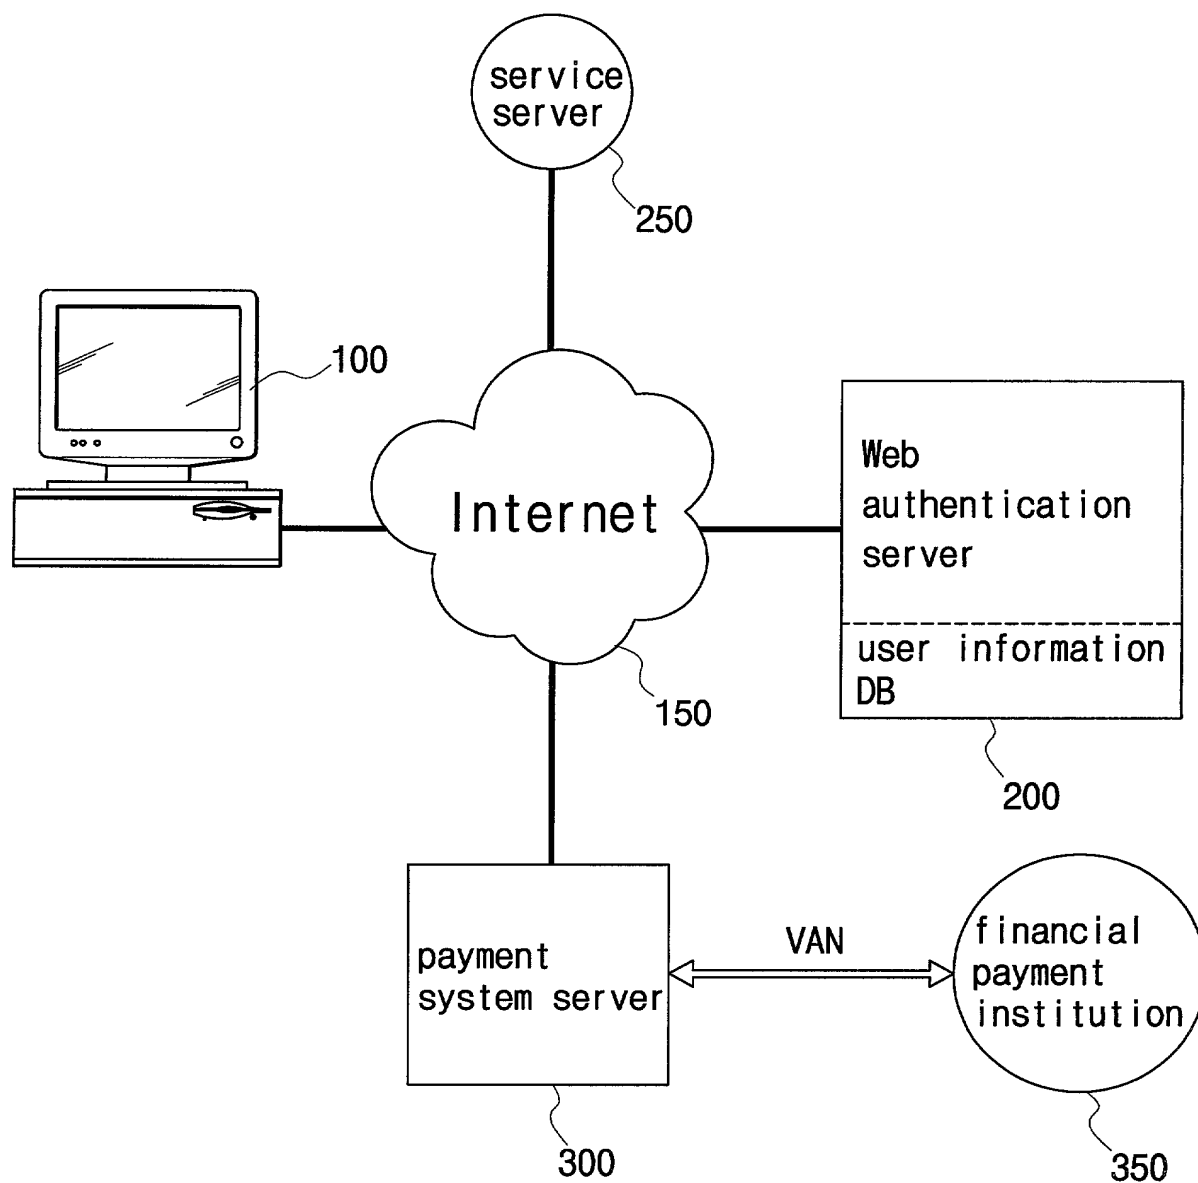 service
server
250
100
Internet
Web
authentication
server
user information
DB
150
200
payment
system server
VAN
financial
payment
institution
300
350